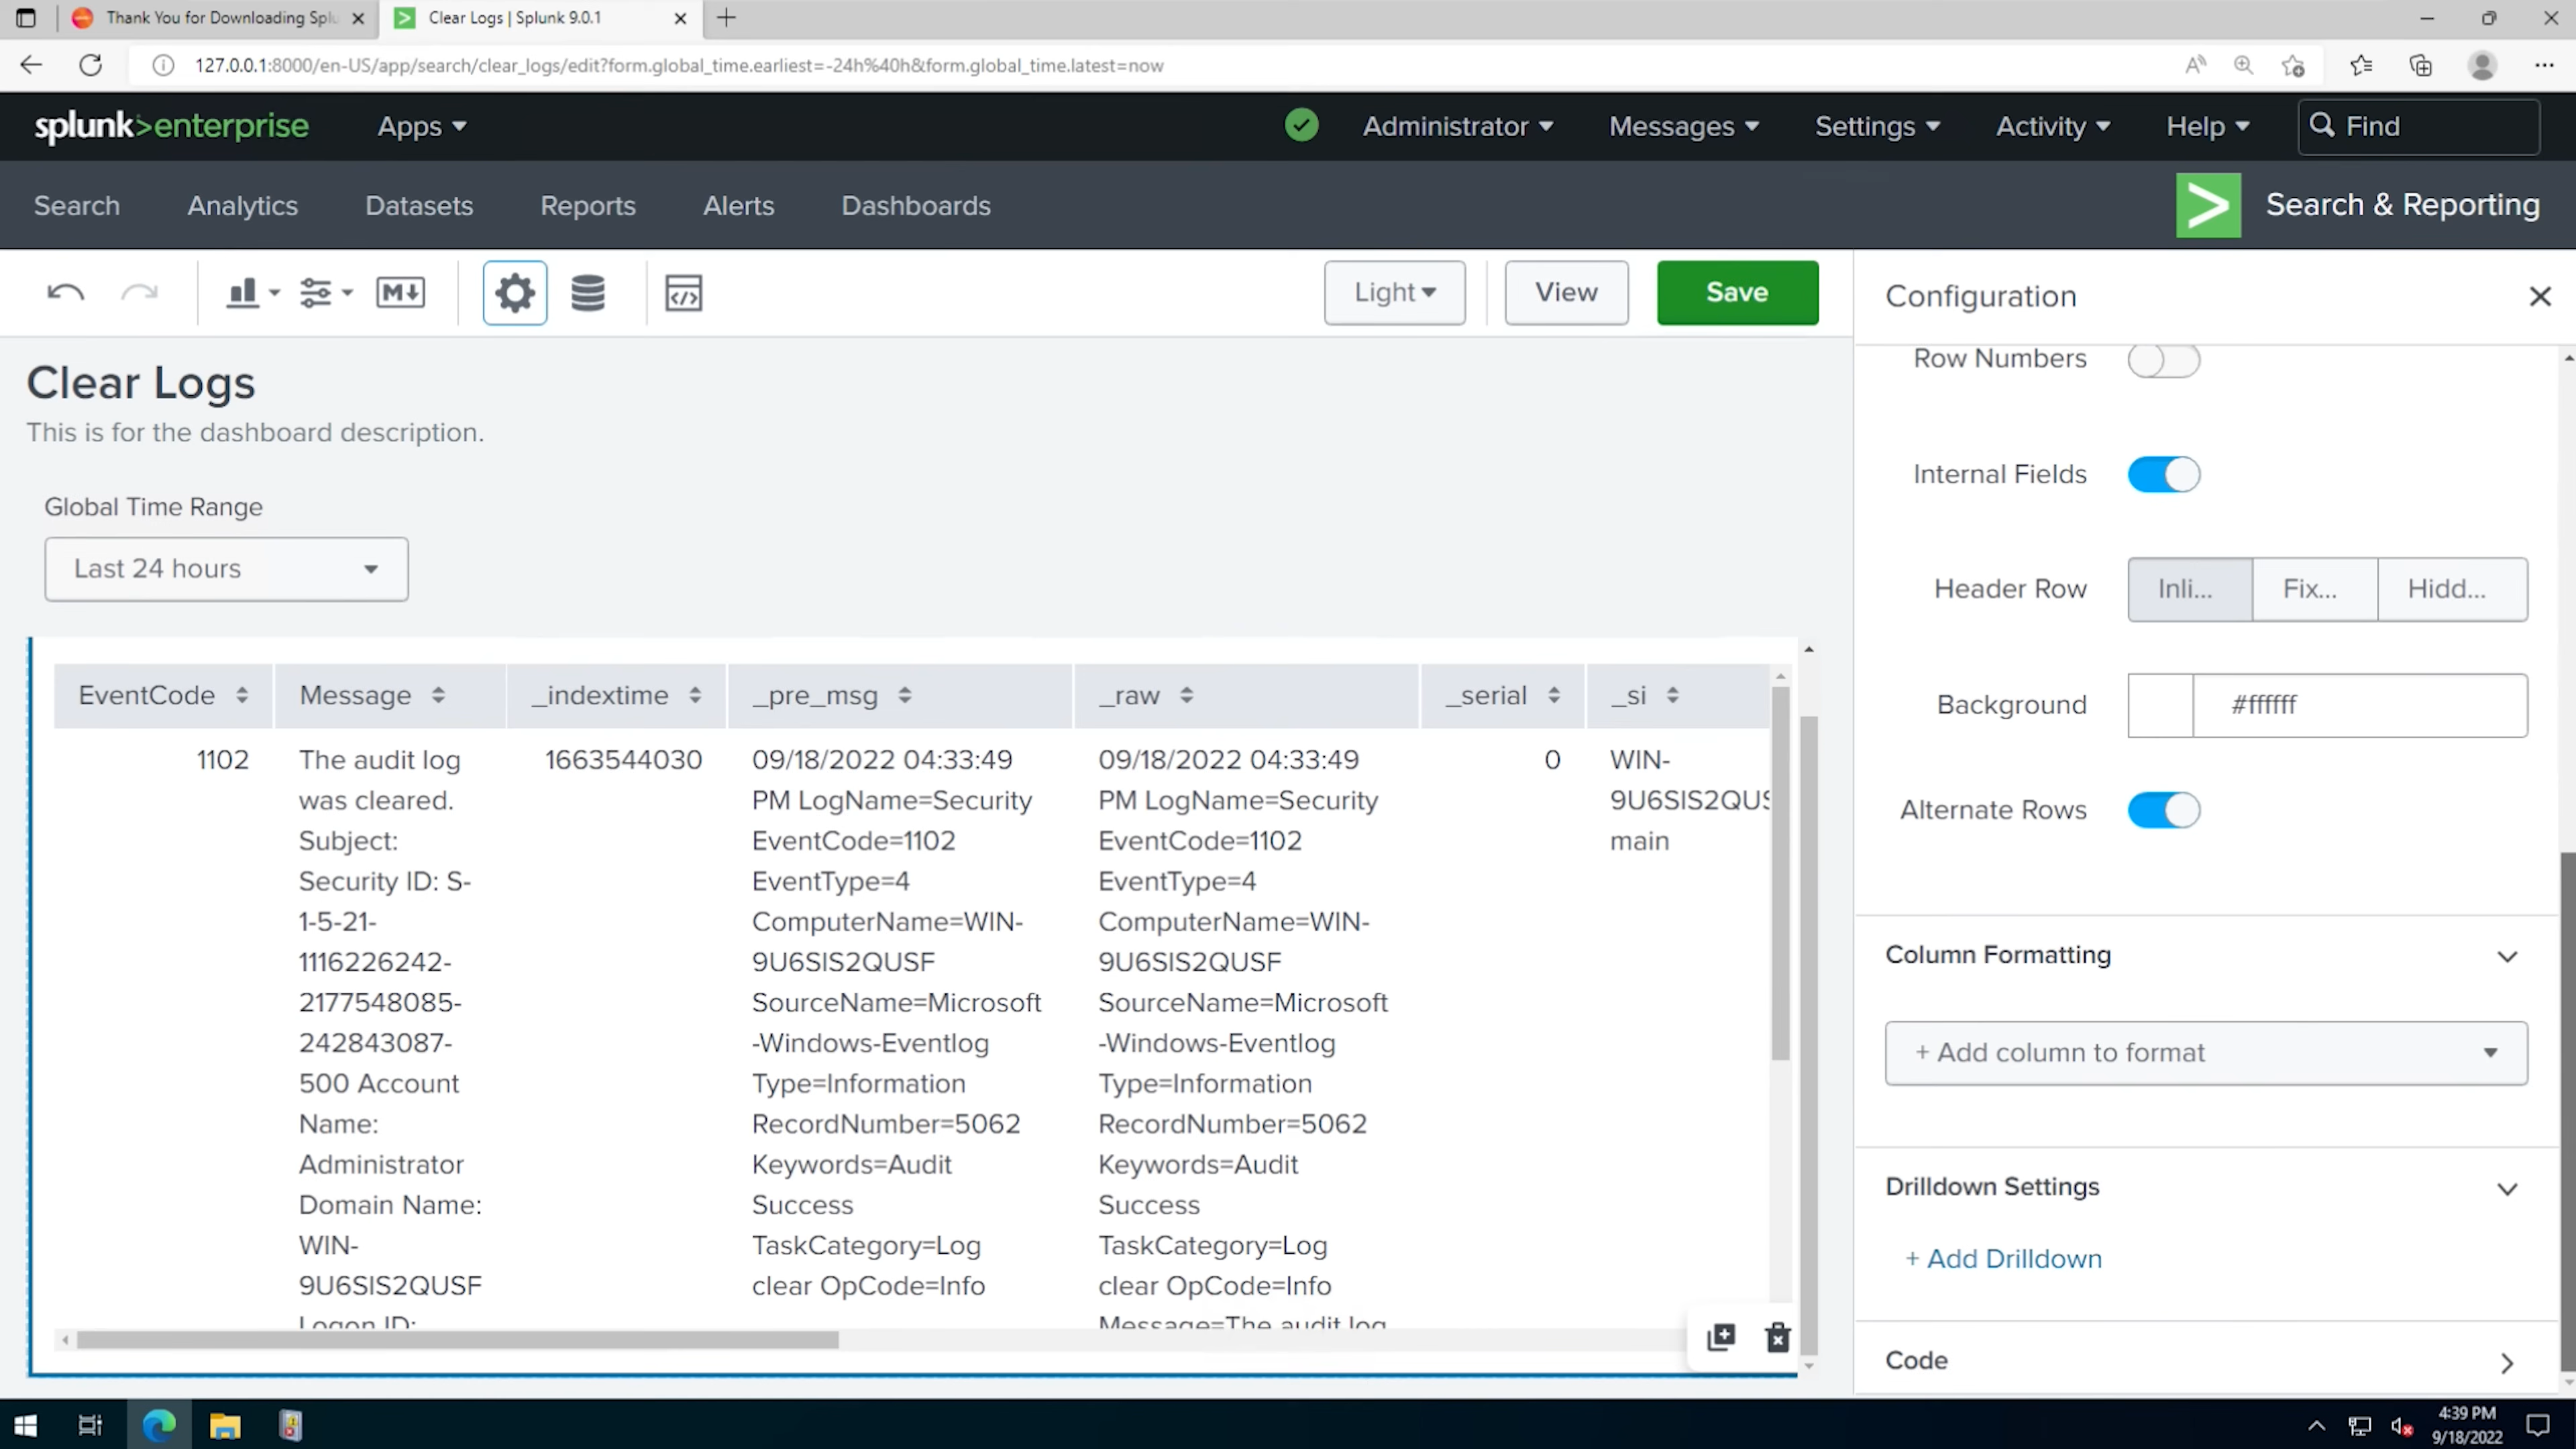 Thank You for Downloading Splu
Clear Logs | Splunk 9.0.1
127.0.0.1:8000/en-US/app/search/clear_logs/edit?form.global_time.earliest=-24h%40h&form.global_time.latest=now
splunk>enterprise
Apps
Administrator
Messages
Settings
Activity
Help
Find
Search
Analytics
Datasets
Reports
Alerts
Dashboards
Search & Reporting
M
Light
View
Save
Configuration
Clear Logs
This is for the dashboard description.
Global Time Range
Last 24 hours
EventCode
Message
_indextime
_pre_msg
_raw
_serial
_si
1102
The audit log
was cleared.
Subject:
Security ID: S-
1-5-21-
1116226242-
2177548085-
242843087-
500 Account
Name:
Administrator
Domain Name:
WIN-
9U6SIS2QUSF
Logon ID:
1663544030
09/18/2022 04:33:49
PM LogName=Security
EventCode=1102
EventType=4
ComputerName=WIN-
9U6SIS2QUSF
SourceName=Microsoft
-Windows-Eventlog
Type=Information
RecordNumber=5062
Keywords=Audit
Success
TaskCategory=Log
clear OpCode=Info
09/18/2022 04:33:49
PM LogName=Security
EventCode=1102
EventType=4
ComputerName=WIN-
9U6SIS2QUSF
SourceName=Microsoft
-Windows-Eventlog
Type=Information
RecordNumber=5062
Keywords=Audit
Success
TaskCategory=Log
clear OpCode=Info
Message=The audit log
0
WIN-
9U6SIS2QUS
main
Row Numbers
Internal Fields
Header Row
Inli...
Fix...
Hidd...
Background
#ffffff
Alternate Rows
Column Formatting
+ Add column to format
Drilldown Settings
+ Add Drilldown
Code
4:39 PM
9/18/2022